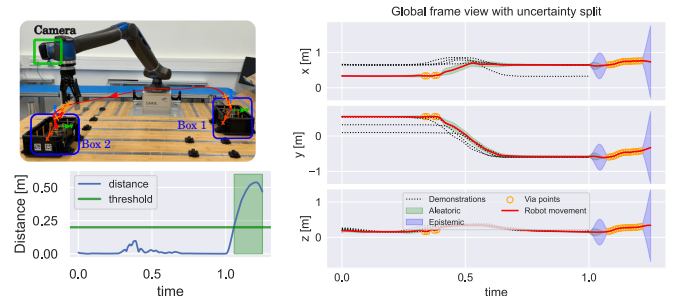 Camera
Box 1
Box 2
Distance [m]
0.50
0.25
0.00
distance
threshold
0.0
0.5
1.0
time
Global frame view with uncertainty split
x [m]
1
0
y [m]
0
−1
z [m]
1
0
Demonstrations
Aleatoric
Epistemic
Via points
Robot movement
0.0
0.5
1.0
time